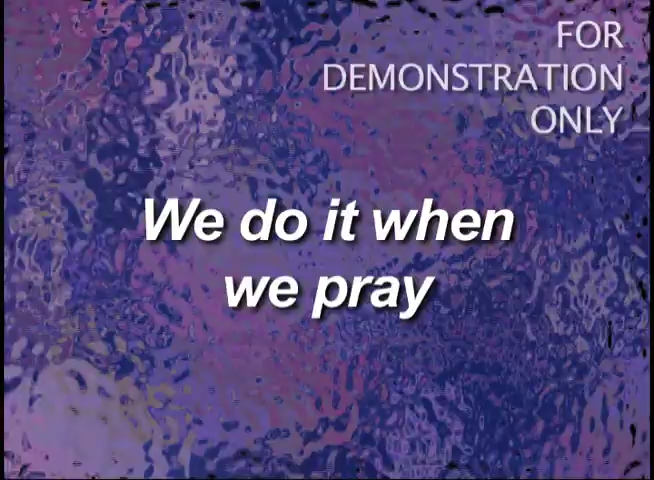 FOR
DEMONSTRATION
ONLY
We do it when
we pray